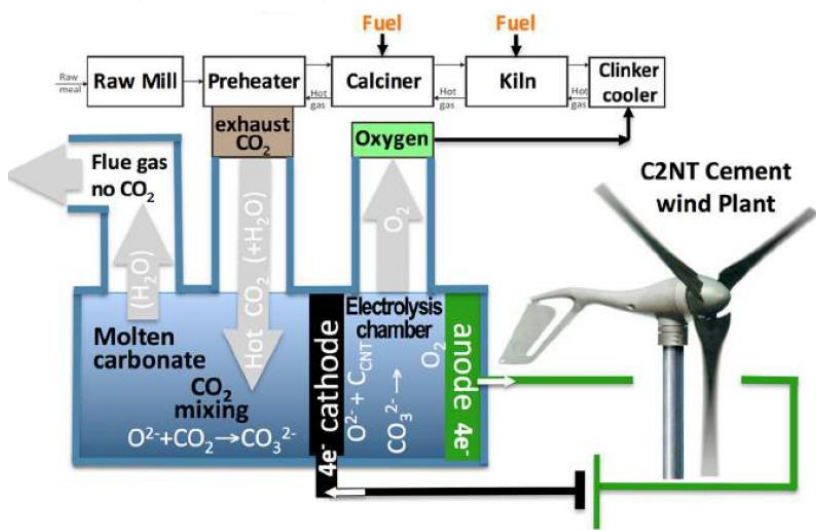 Fuel
Fuel
Raw
meal
Raw Mill
Preheater
Hot
gas
Calciner
Hot
gas
Kiln
Hot
gas
Clinker
cooler
exhaust
CO₂
Oxygen
Flue gas
no CO₂
C2NT Cement
wind Plant
(H₂O)
Hot CO₂ (+H₂O)
O₂
Molten
carbonate
CO₂
mixing
O²⁻+CO₂→CO₃²⁻
4e⁻ cathode
Electrolysis
chamber
O²⁻ + C_CNT
CO₃²⁻ →
O₂
anode 4e⁻